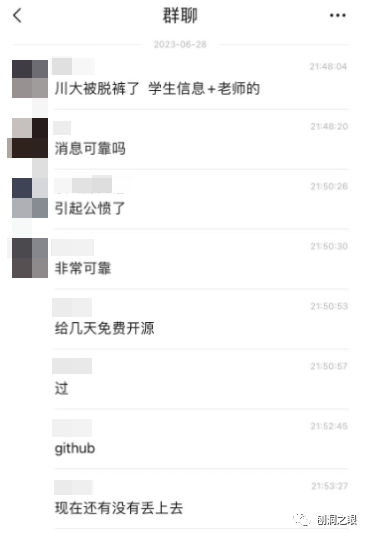 群聊
2023-06-28
21:48:04
川大被脱裤了 学生信息+老师的
21:48:20
消息可靠吗
21:50:26
引起公愤了
21:50:30
非常可靠
21:50:53
给几天免费开源
21:50:57
过
21:52:45
github
21:53:27
现在还有没有丢上去
刨洞之眼